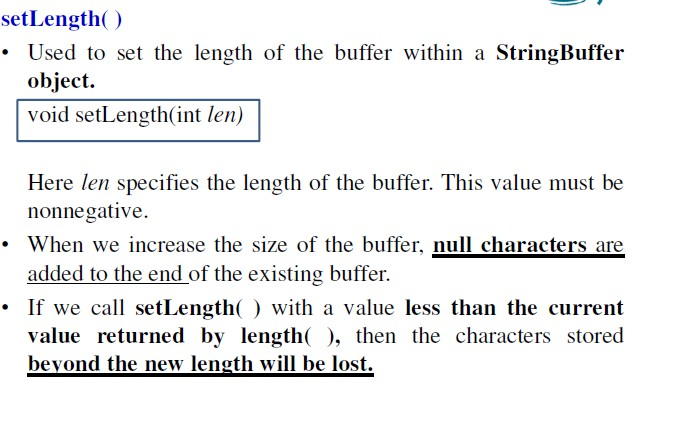 setLength( )
• Used to set the length of the buffer within a StringBuffer
object.
void setLength(int len)
Here len specifies the length of the buffer. This value must be
nonnegative.
• When we increase the size of the buffer, null characters are
added to the end of the existing buffer.
• If we call setLength( ) with a value less than the current
value returned by length( ), then the characters stored
beyond the new length will be lost.